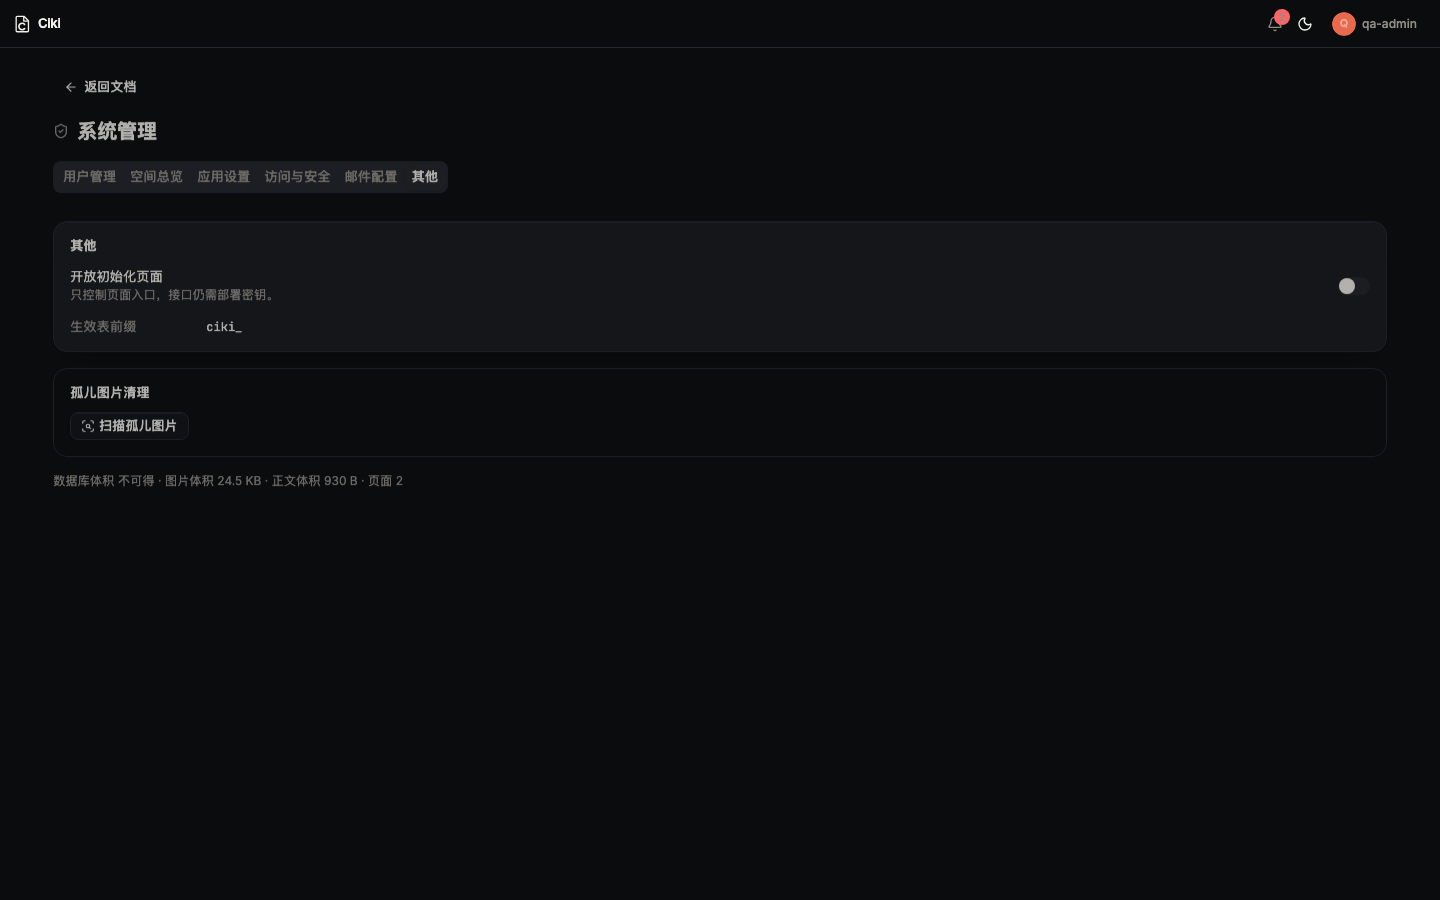 Ciki
qa-admin
返回文档
系统管理
用户管理 空间总览 应用设置 访问与安全 邮件配置 其他
其他
开放初始化页面
只控制页面入口，接口仍需部署密钥。
生效表前缀 ciki_
孤儿图片清理
扫描孤儿图片
数据库体积 不可得 · 图片体积 24.5 KB · 正文体积 930 B · 页面 2